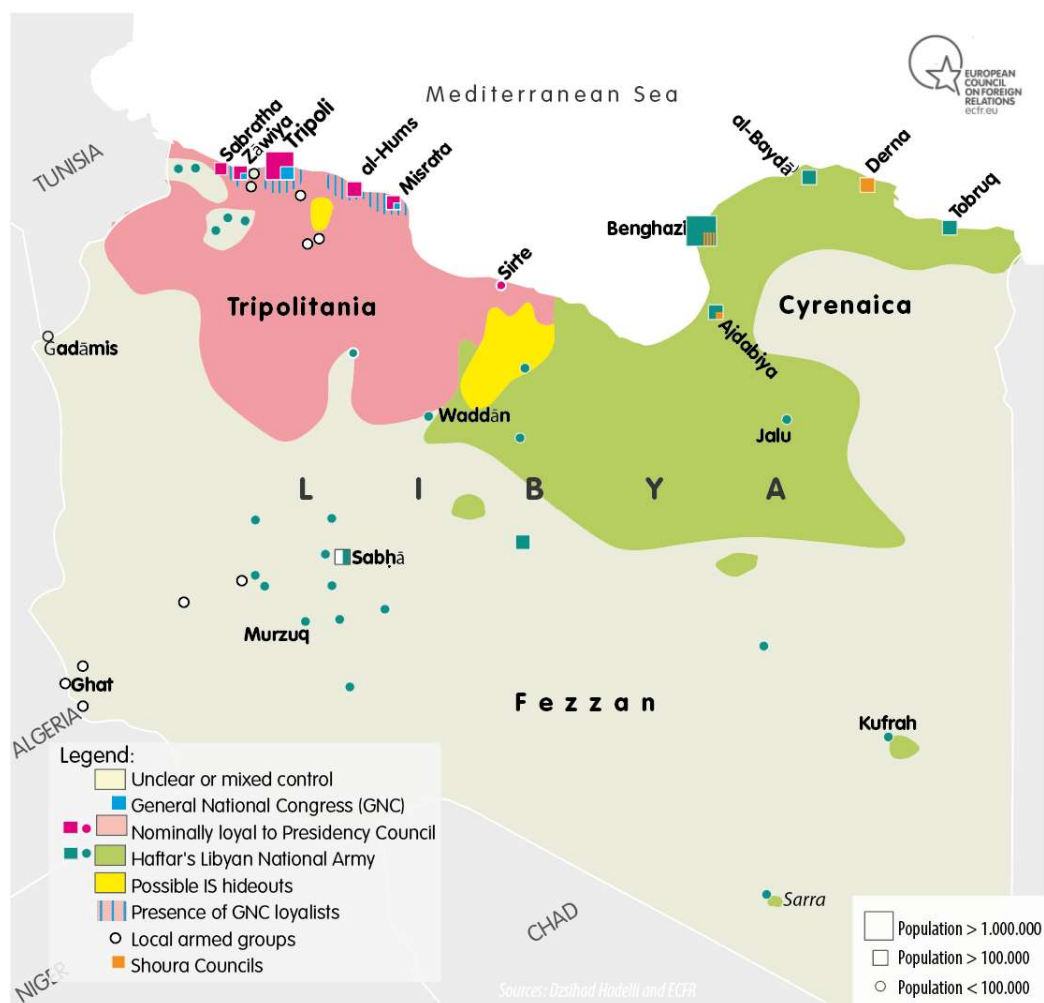 EUROPEAN
COUNCIL
ON FOREIGN
RELATIONS
ecfr.eu
Mediterranean Sea
TUNISIA
Sabratha
Zāwiya
Tripoli
al-Hums
Misrata
al-Baydā'
Derna
Tobruq
Benghazi
Sirte
Tripolitania
Cyrenaica
Ajdabiya
Gadāmis
Waddān
Jalu
L I B Y A
Sabḥā
Murzuq
Ghat
Fezzan
Kufrah
ALGERIA
Sarra
CHAD
NIGER
Legend:
Unclear or mixed control
General National Congress (GNC)
Nominally loyal to Presidency Council
Haftar's Libyan National Army
Possible IS hideouts
Presence of GNC loyalists
Local armed groups
Shoura Councils
Population > 1.000.000
Population > 100.000
Population < 100.000
Sources: Dzsihad Hadelli and ECFR